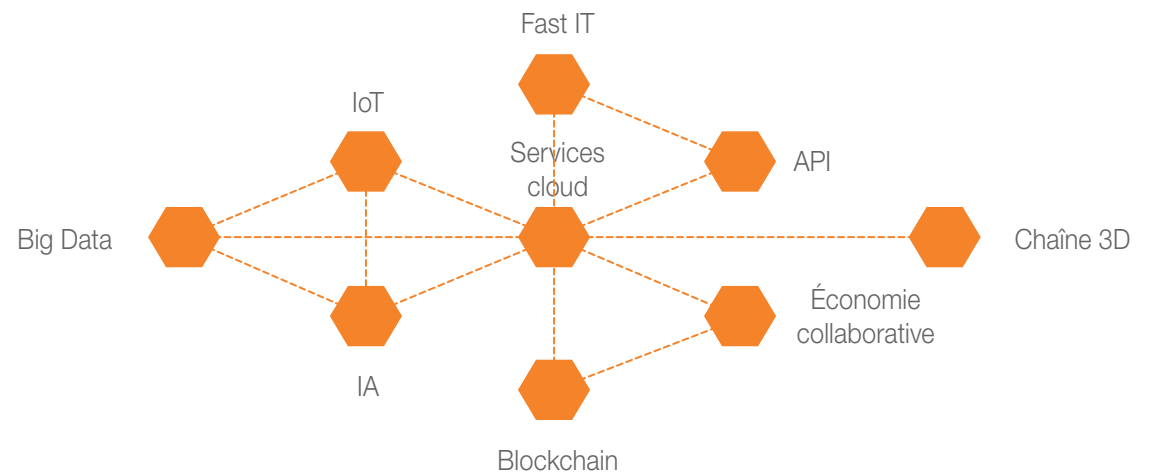 Fast IT
IoT
Services
cloud
API
Big Data
Chaîne 3D
Économie
collaborative
IA
Blockchain